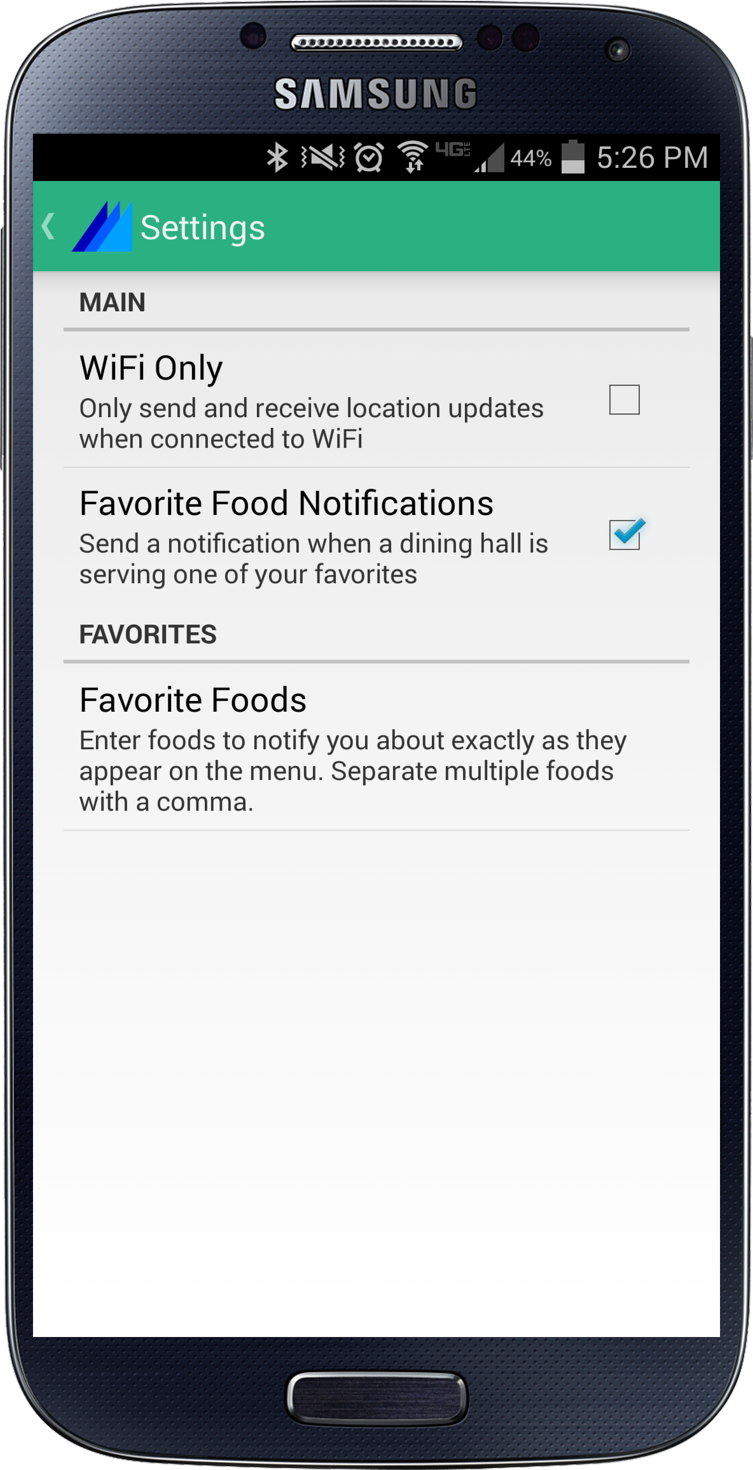 SAMSUNG
4G LTE 44% 5:26 PM
Settings
MAIN
WiFi Only
Only send and receive location updates
when connected to WiFi
Favorite Food Notifications
Send a notification when a dining hall is
serving one of your favorites
FAVORITES
Favorite Foods
Enter foods to notify you about exactly as they
appear on the menu. Separate multiple foods
with a comma.